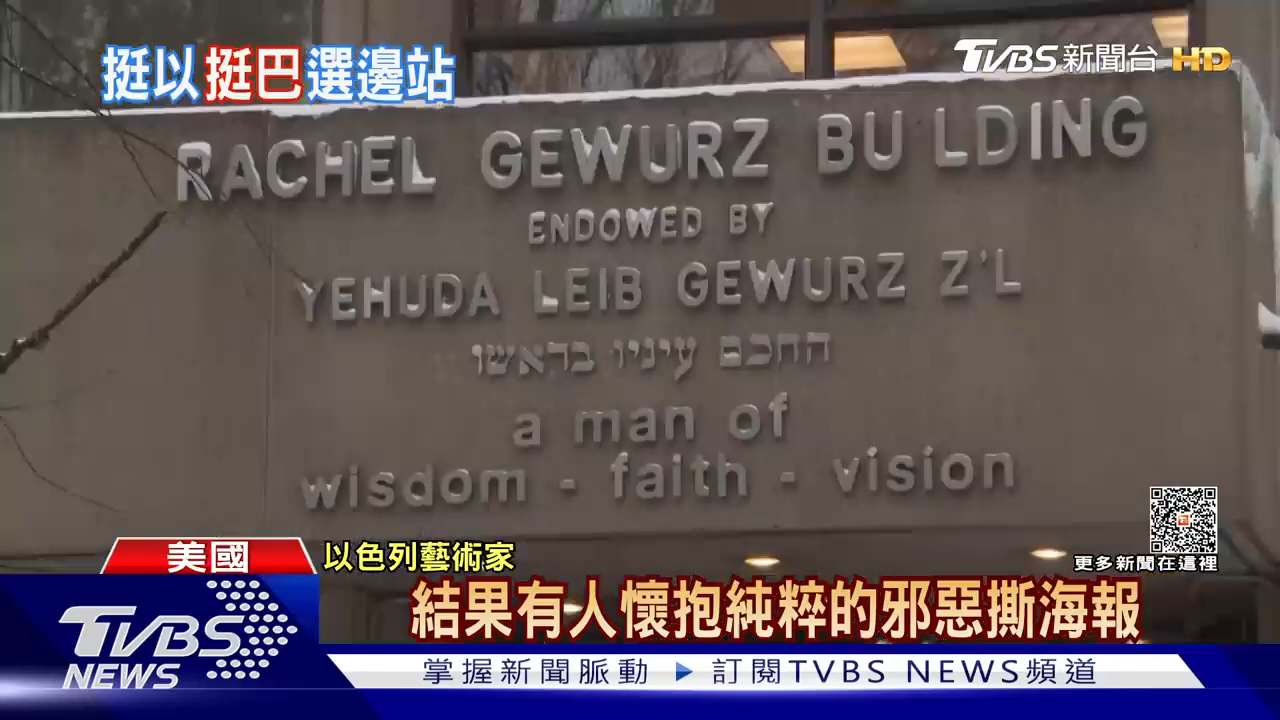 挺以挺巴選邊站
TVBS新聞台 HD
RACHEL GEWURZ BU LDING
ENDOWED BY
YEHUDA LEIB GEWURZ Z'L
החכם עיניו בראשו
a man of
wisdom - faith - vision
更多新聞在這裡
美國
以色列藝術家
結果有人懷抱純粹的邪惡撕海報
TVBS
NEWS
掌握新聞脈動 ▶ 訂閱TVBS NEWS頻道